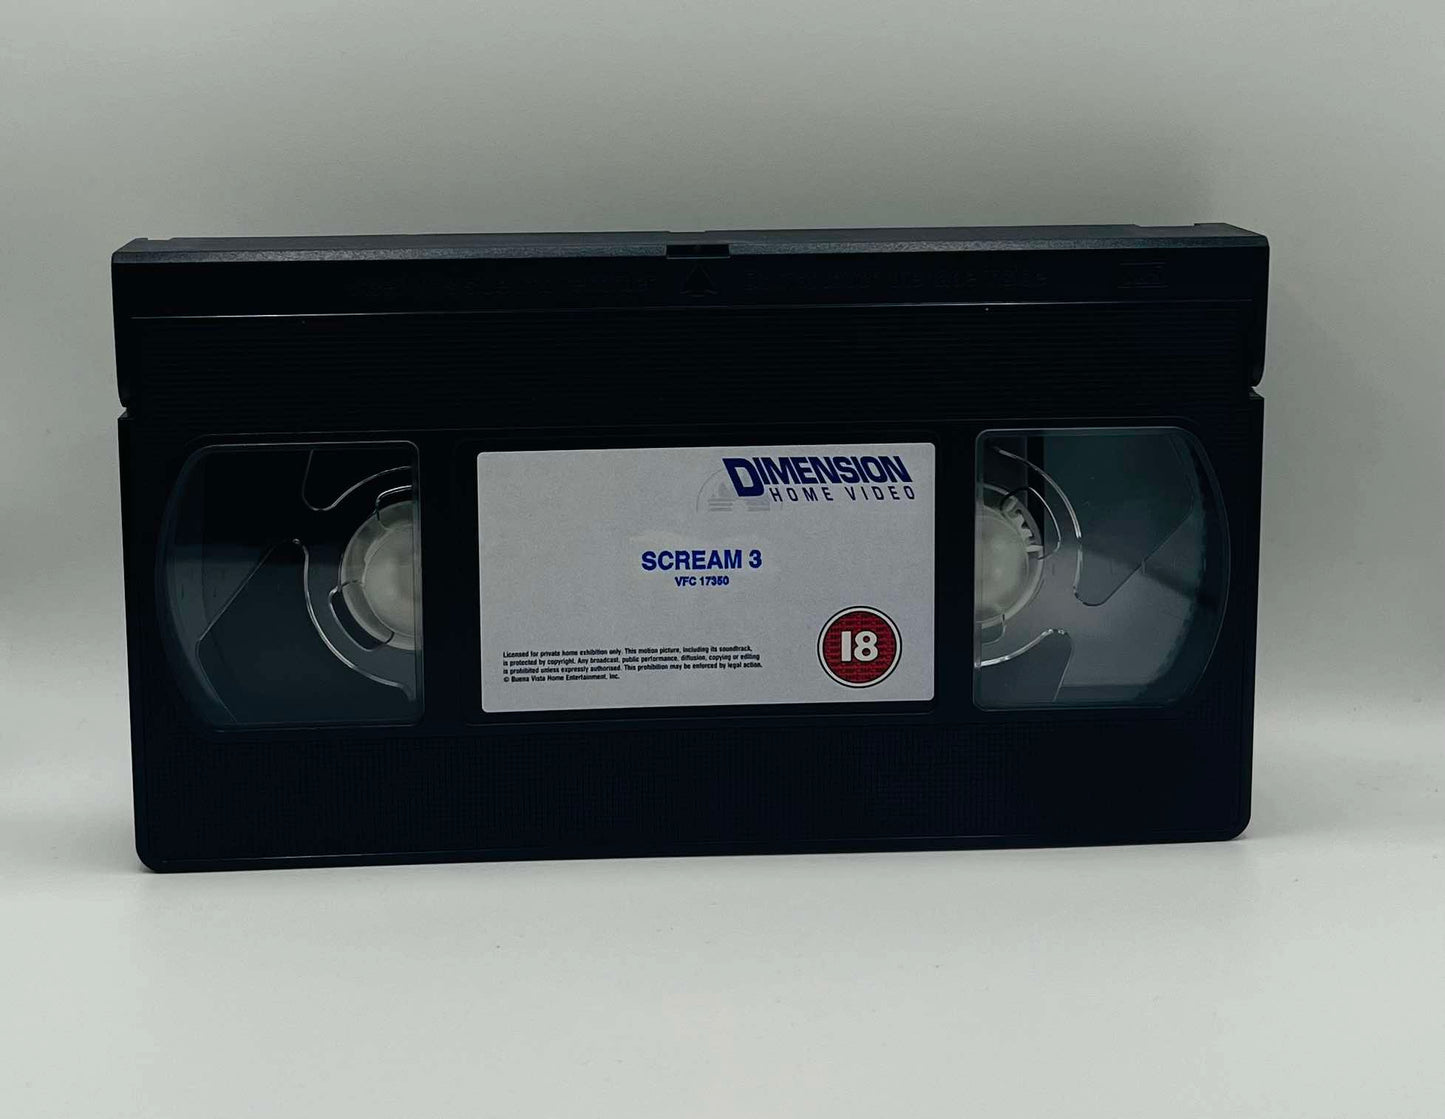 DIMENSION
HOME VIDEO
SCREAM 3
VFC 17350
Licensed for private home exhibition only. This motion picture, including its soundtrack,
is protected by copyright. Any broadcast, public performance, diffusion, copying or editing
is prohibited unless expressly authorised. This prohibition may be enforced by legal action.
© Buena Vista Home Entertainment, Inc.
18